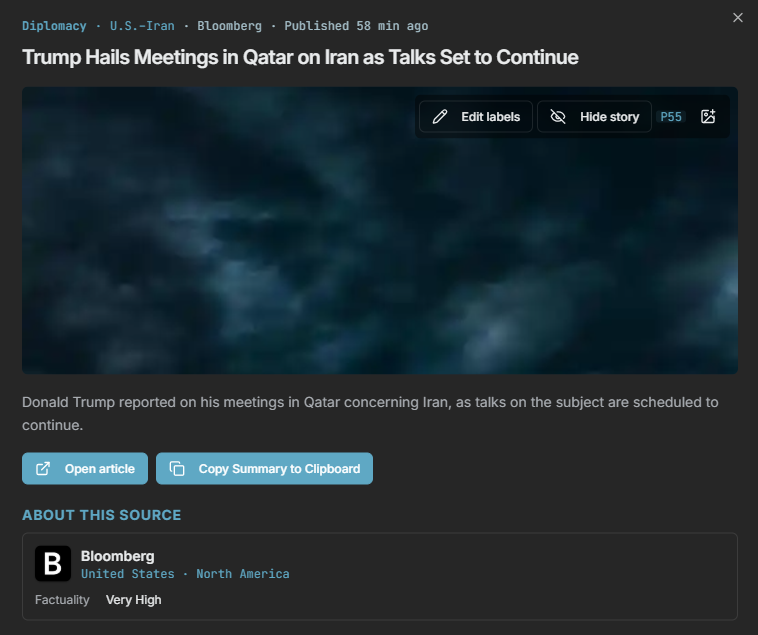 Diplomacy · U.S.-Iran · Bloomberg · Published 58 min ago
Trump Hails Meetings in Qatar on Iran as Talks Set to Continue
Edit labels
Hide story
P55
Donald Trump reported on his meetings in Qatar concerning Iran, as talks on the subject are scheduled to
continue.
Open article
Copy Summary to Clipboard
ABOUT THIS SOURCE
B
Bloomberg
United States · North America
Factuality Very High